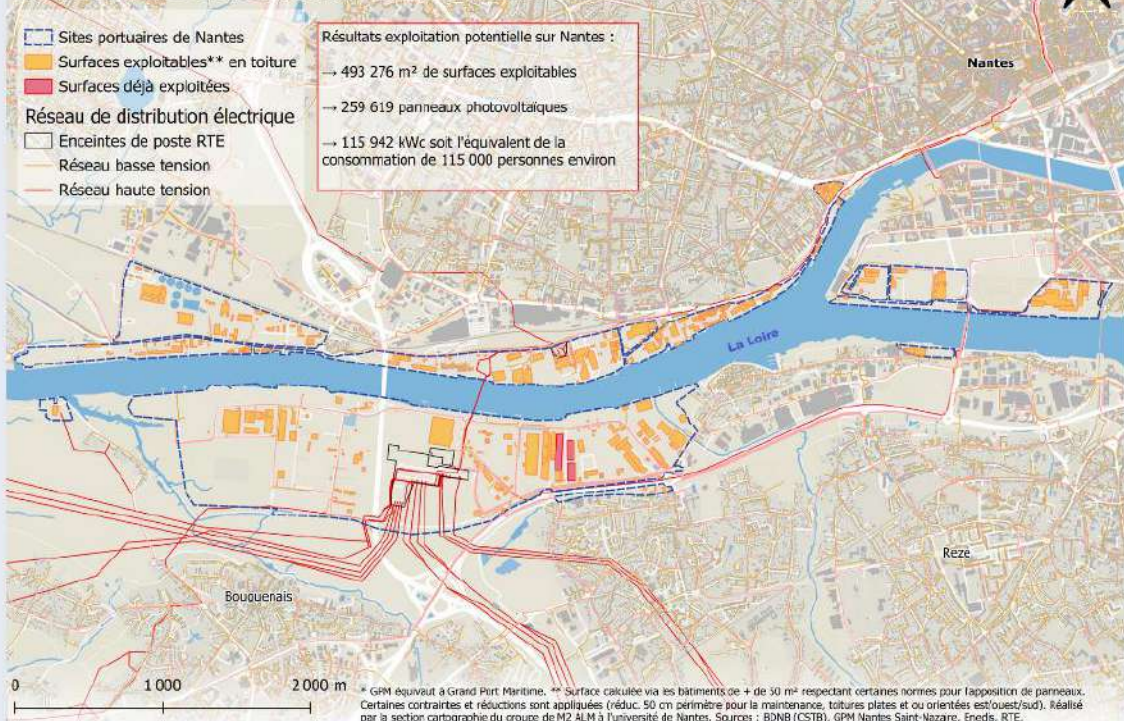 Sites portuaires de Nantes
Surfaces exploitables** en toiture
Surfaces déjà exploitées
Réseau de distribution électrique
Enceintes de poste RTE
Réseau basse tension
Réseau haute tension
Résultats exploitation potentielle sur Nantes :
→ 493 276 m² de surfaces exploitables
→ 259 619 panneaux photovoltaïques
→ 115 942 kWc soit l'équivalent de la
consommation de 115 000 personnes environ
Nantes
La Loire
Rezé
Bouguenais
0 1 000 2 000 m
* GPM équivaut à Grand Port Maritime. ** Surface calculée via les bâtiments de + de 50 m² respectant certaines normes pour l'apposition de panneaux.
Certaines contraintes et réductions sont appliquées (réduc. 50 cm périmètre pour la maintenance, toitures plates et ou orientées est/ouest/sud). Réalisé
par la section cartographie du groupe de M2 ALM à l'université de Nantes. Sources : BDNB (CSTB), GPM Nantes Saint-Nazaire, Enedis, RTE